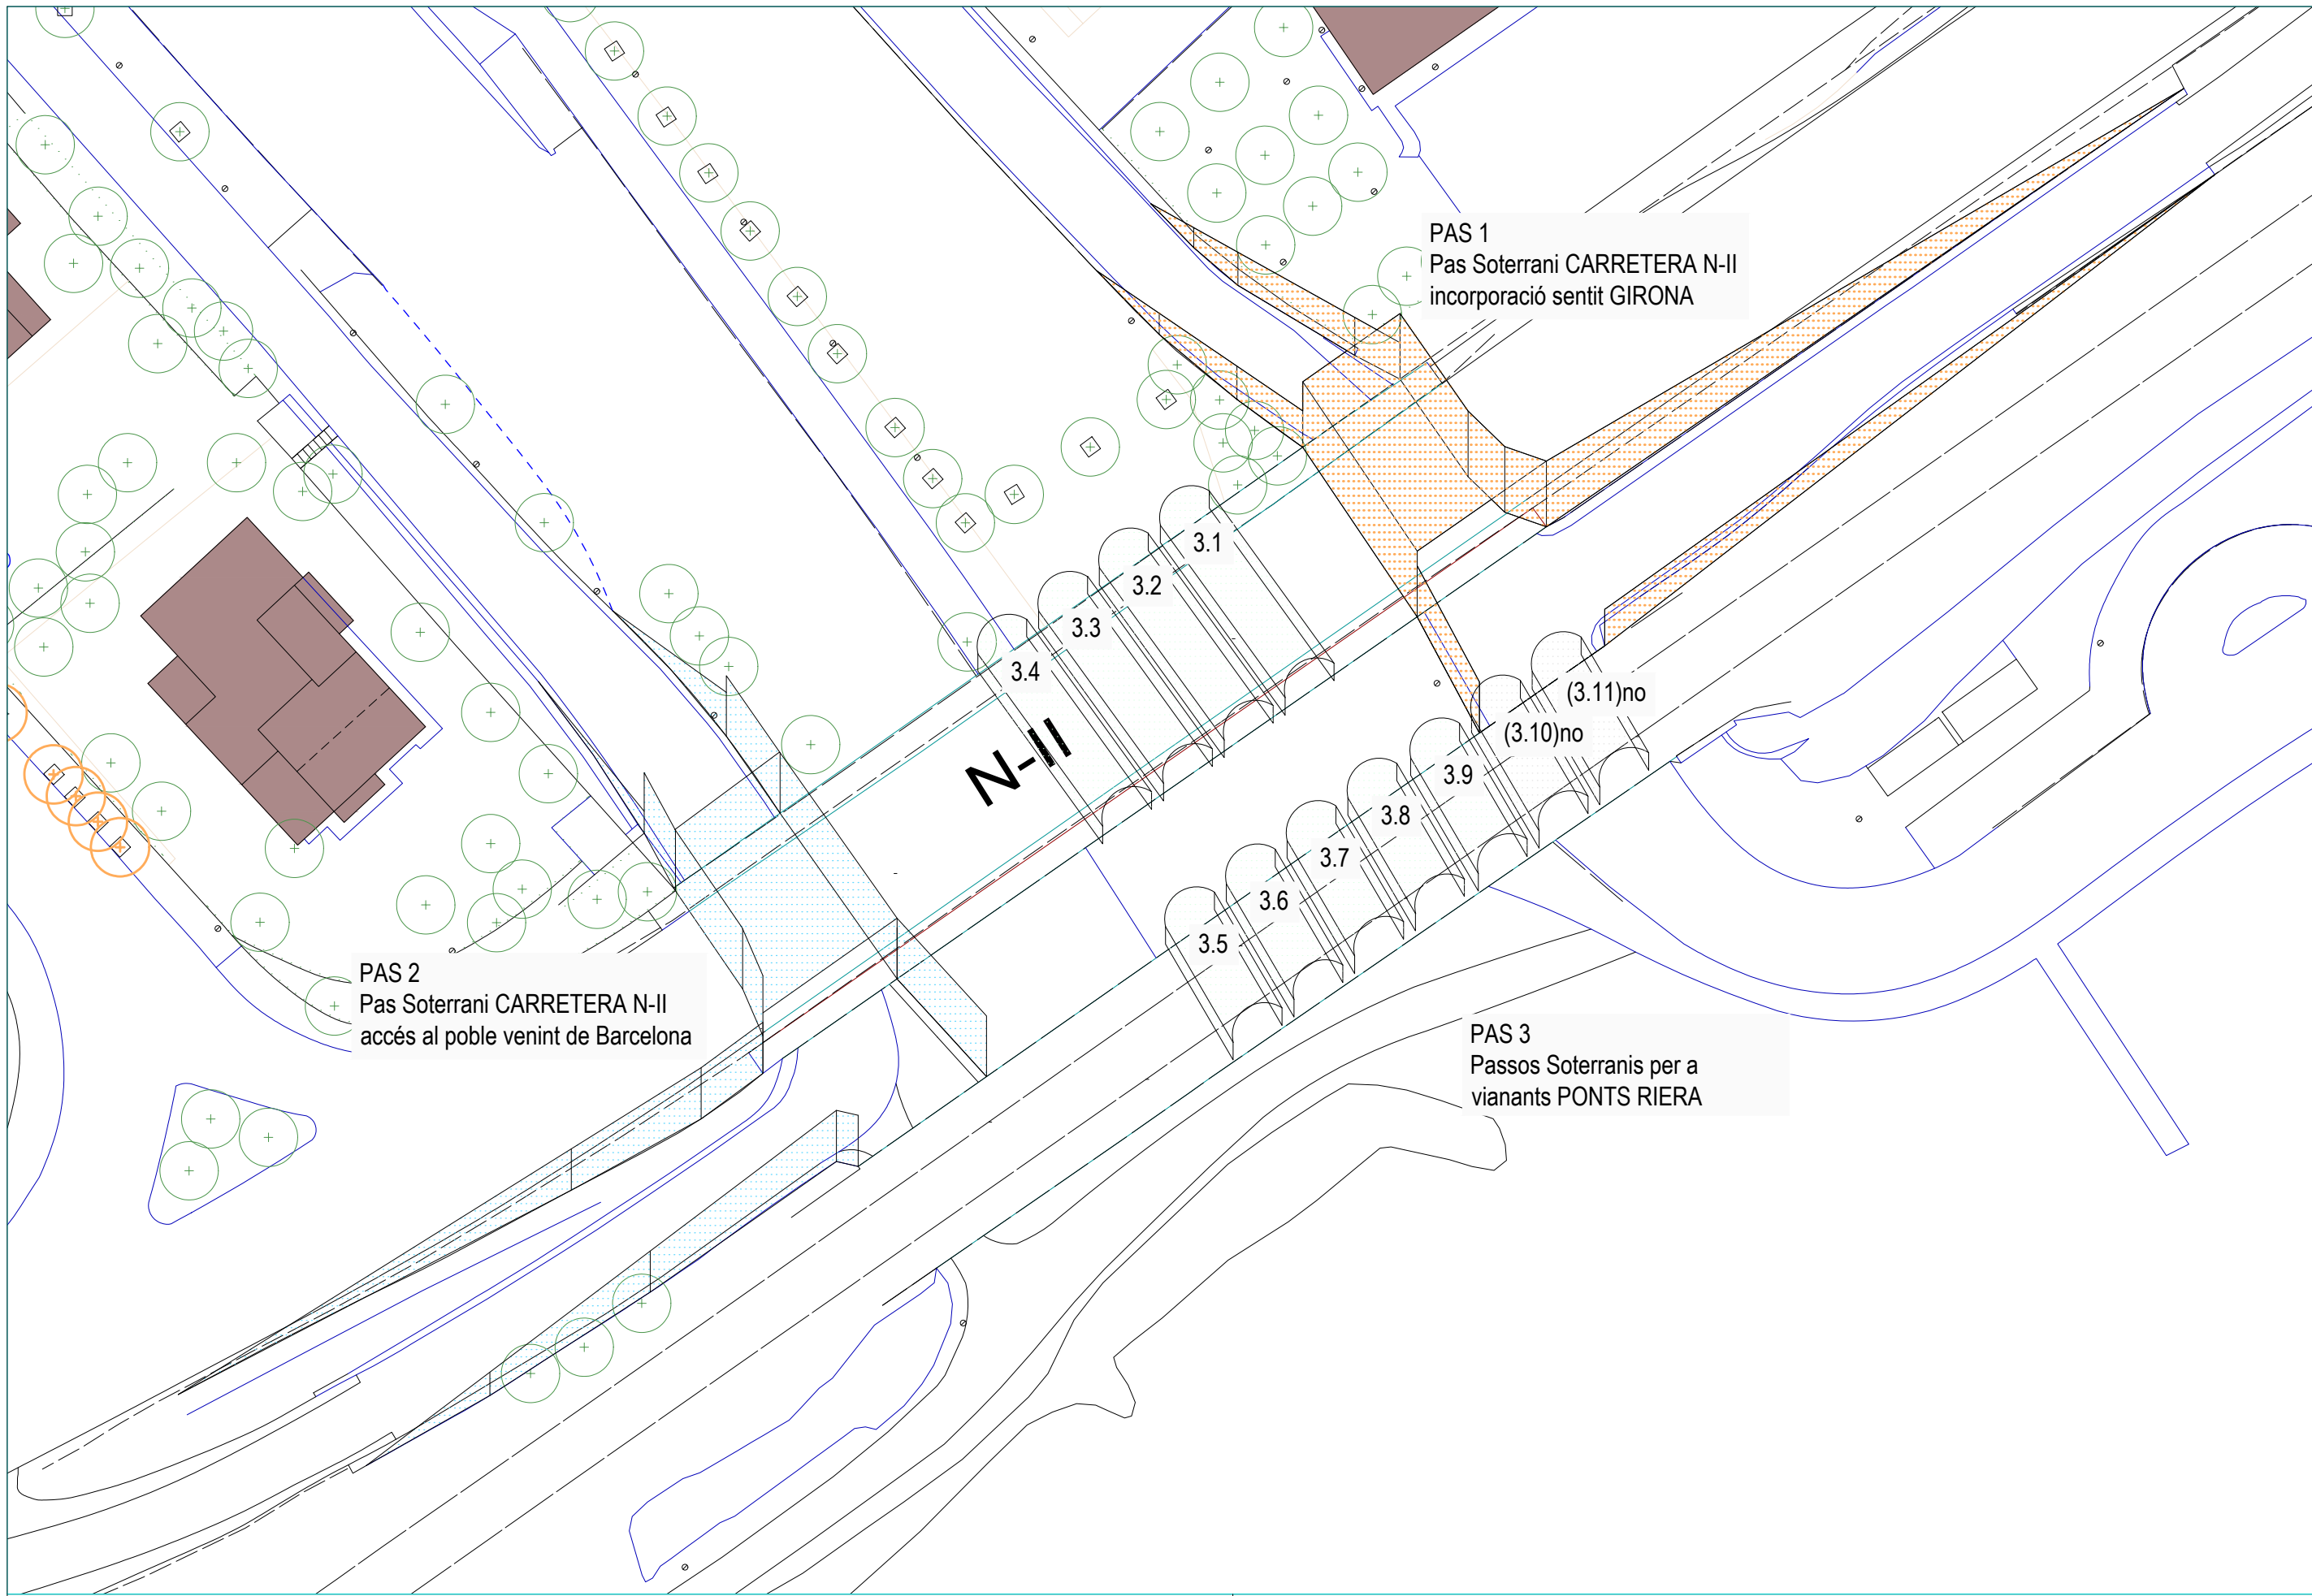 PAS 1
Pas Soterrani CARRETERA N-II
incorporació sentit GIRONA
3.1
3.2
3.3
3.4
N-II
(3.11)no
(3.10)no
3.9
3.8
3.7
3.6
3.5
PAS 2
Pas Soterrani CARRETERA N-II
accés al poble venint de Barcelona
PAS 3
Passos Soterranis per a
vianants PONTS RIERA